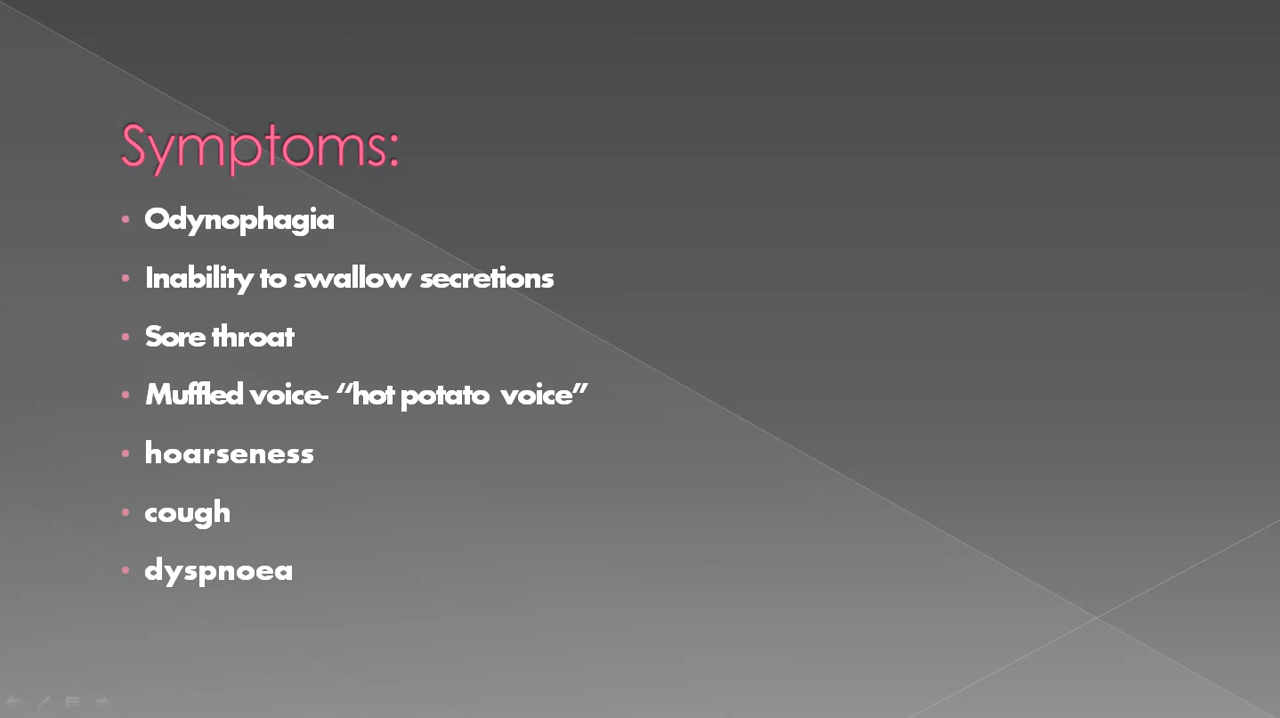 Symptoms:
• Odynophagia
• Inability to swallow secretions
• Sore throat
• Muffled voice- “hot potato voice”
• hoarseness
• cough
• dyspnoea